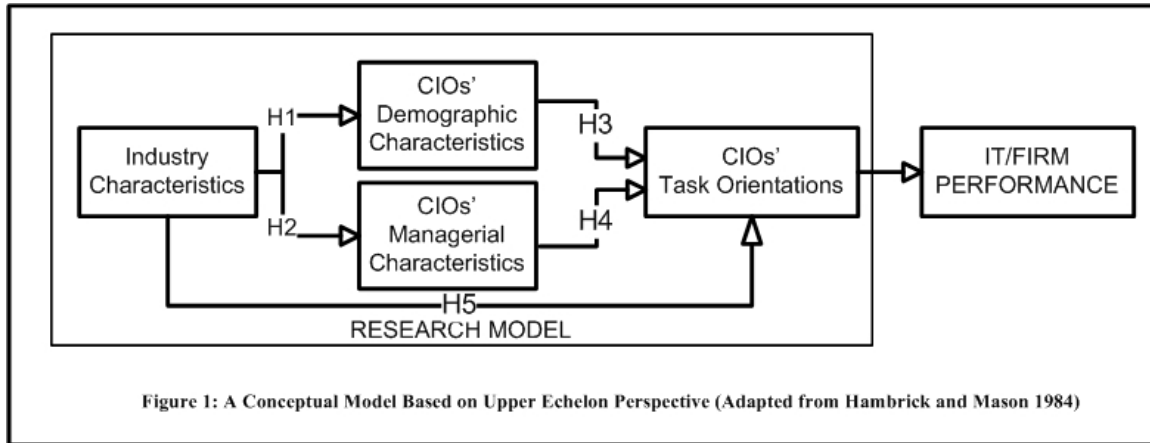 Industry
Characteristics
H1
H2
CIOs'
Demographic
Characteristics
CIOs'
Managerial
Characteristics
H3
H4
CIOs'
Task Orientations
IT/FIRM
PERFORMANCE
H5
RESEARCH MODEL
Figure 1: A Conceptual Model Based on Upper Echelon Perspective (Adapted from Hambrick and Mason 1984)